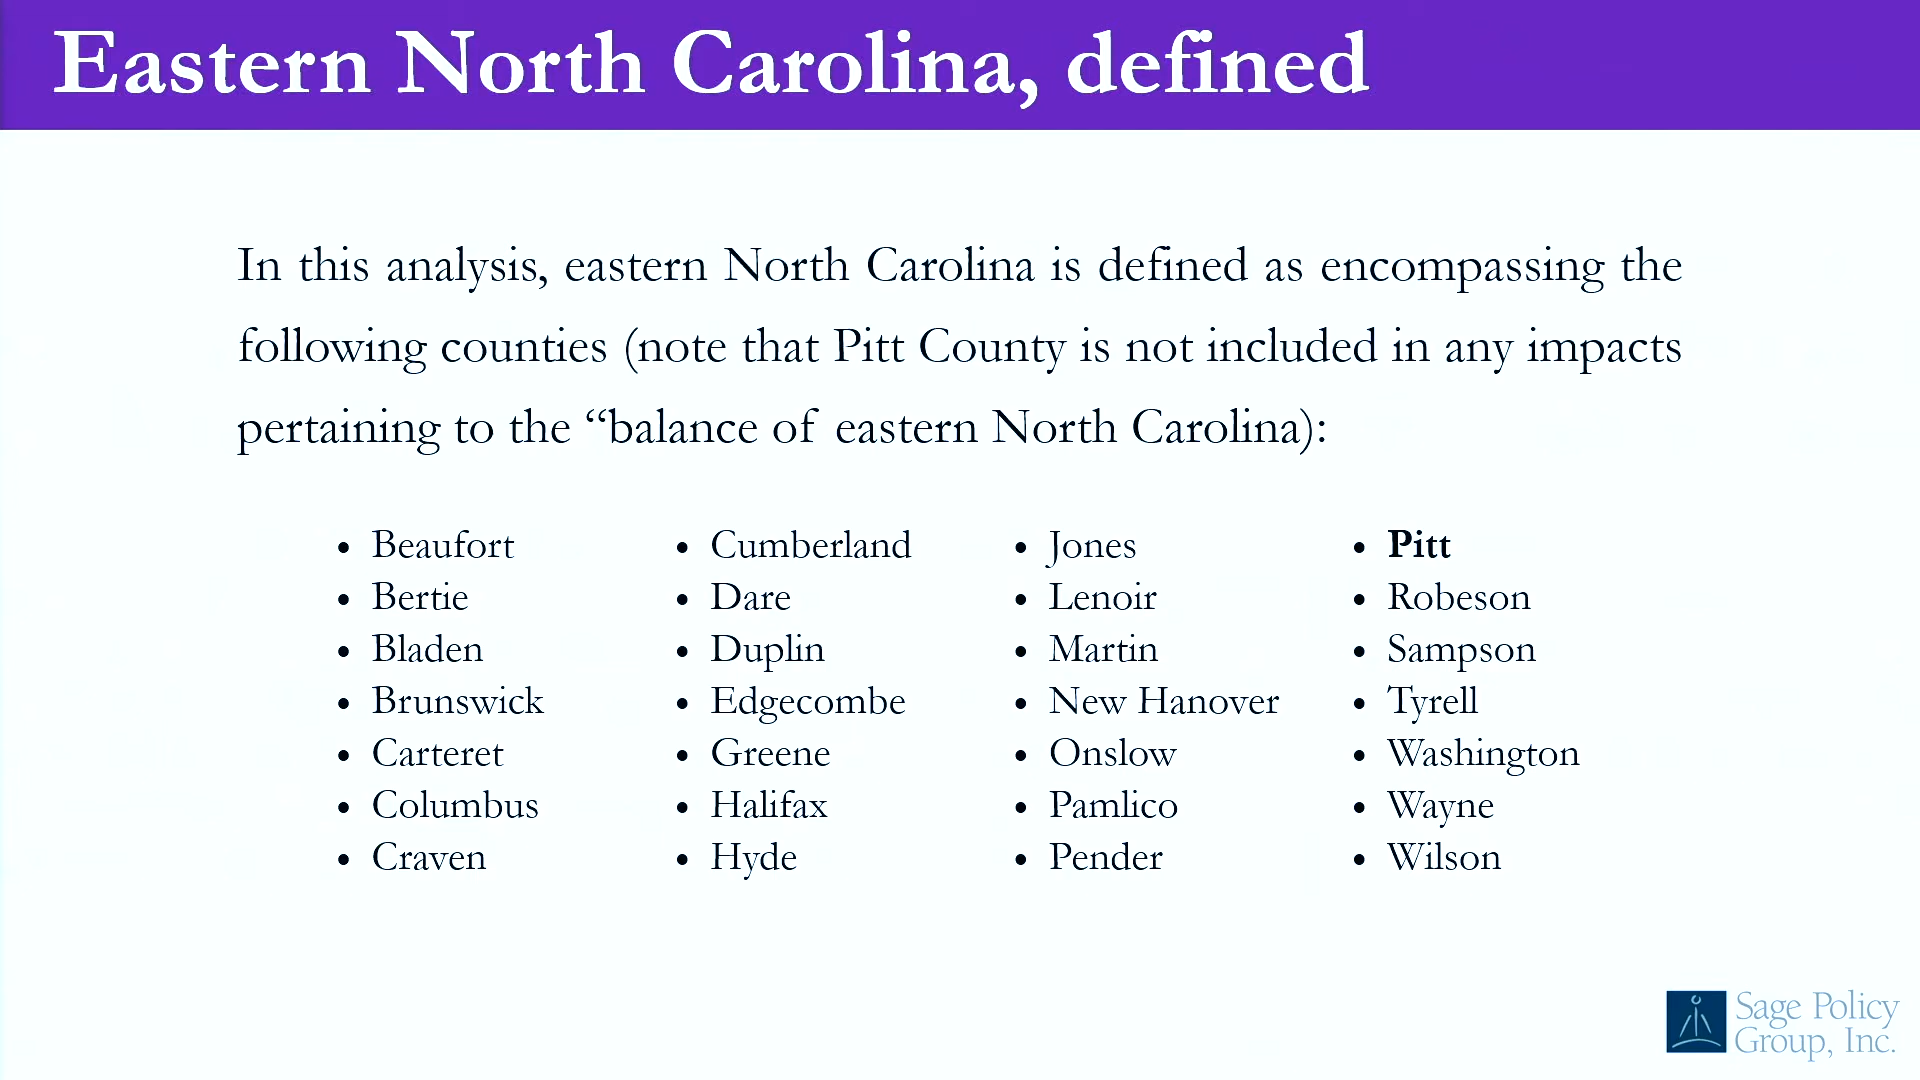 Eastern North Carolina, defined
In this analysis, eastern North Carolina is defined as encompassing the
following counties (note that Pitt County is not included in any impacts
pertaining to the “balance of eastern North Carolina):
• Beaufort
• Bertie
• Bladen
• Brunswick
• Carteret
• Columbus
• Craven
• Cumberland
• Dare
• Duplin
• Edgecombe
• Greene
• Halifax
• Hyde
• Jones
• Lenoir
• Martin
• New Hanover
• Onslow
• Pamlico
• Pender
• Pitt
• Robeson
• Sampson
• Tyrell
• Washington
• Wayne
• Wilson
Sage Policy
Group, Inc.